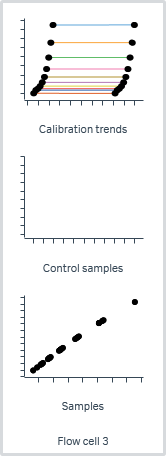 Calibration trends
Control samples
Samples
Flow cell 3